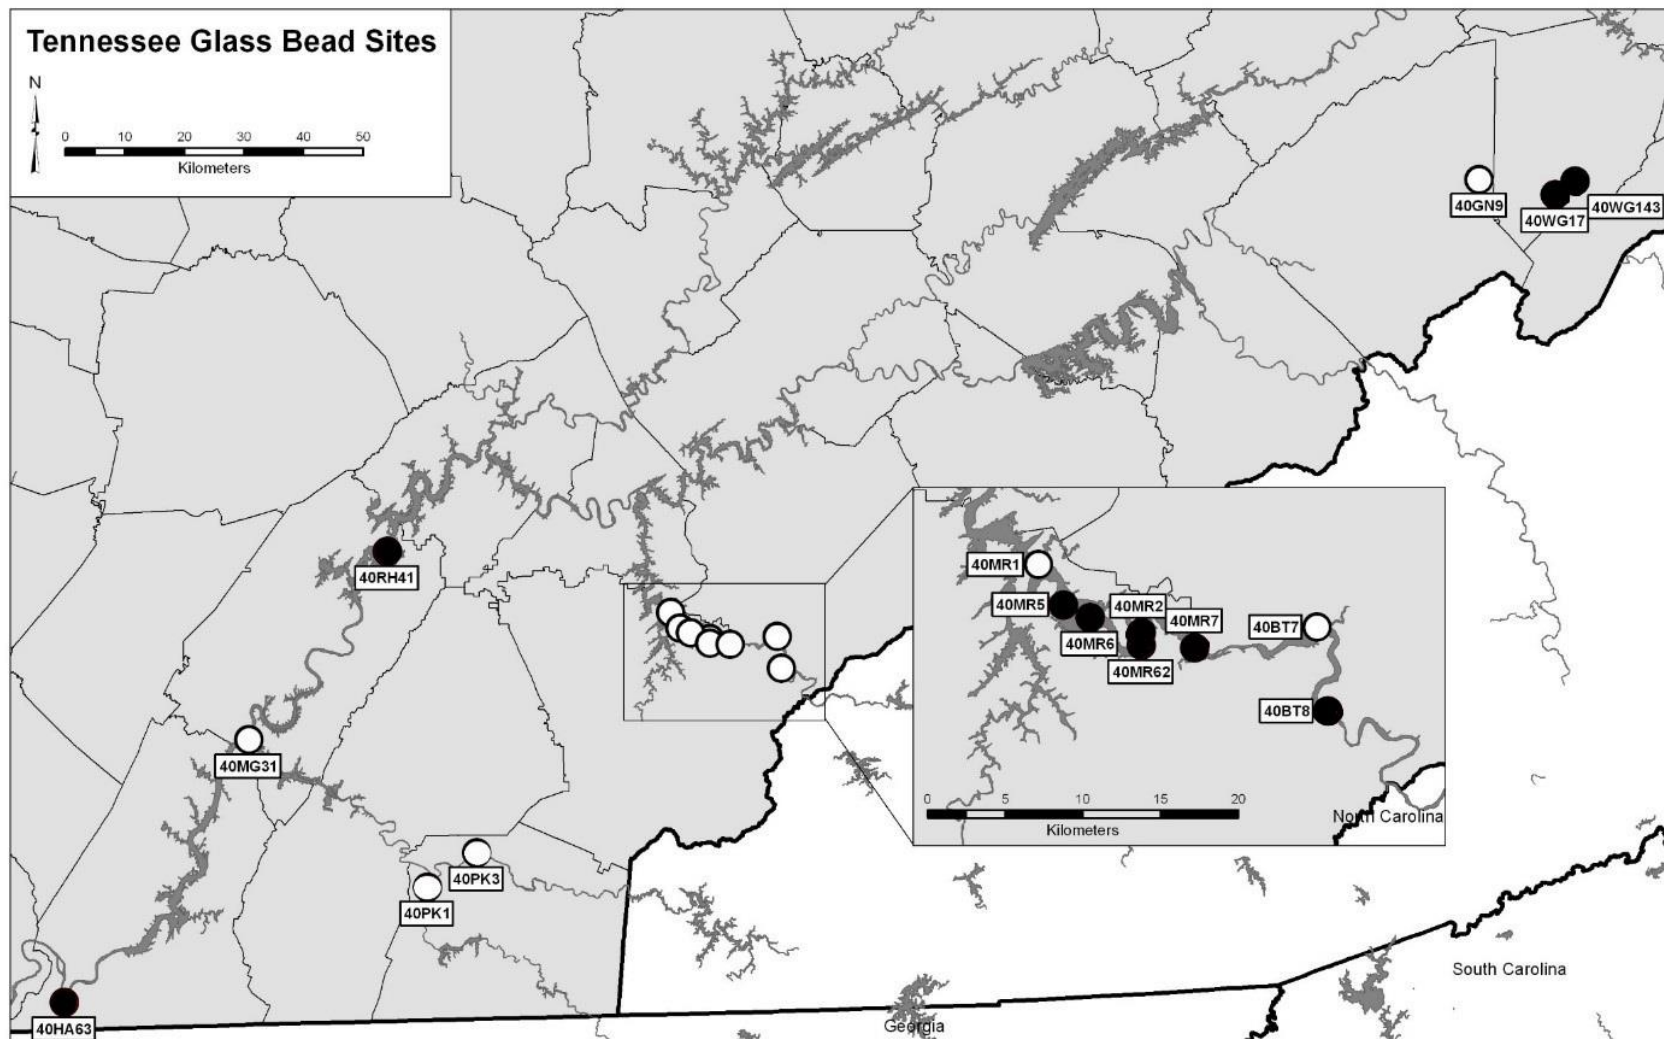 Tennessee Glass Bead Sites
N
0 10 20 30 40 50
Kilometers
40GN9
40WG17
40WG143
40RH41
40MR1
40MR5
40MR2
40MR7
40MR6
40MR62
40BT7
40BT8
0 5 10 15 20
Kilometers
North Carolina
40MG31
40PK3
40PK1
South Carolina
40HA63
Georgia